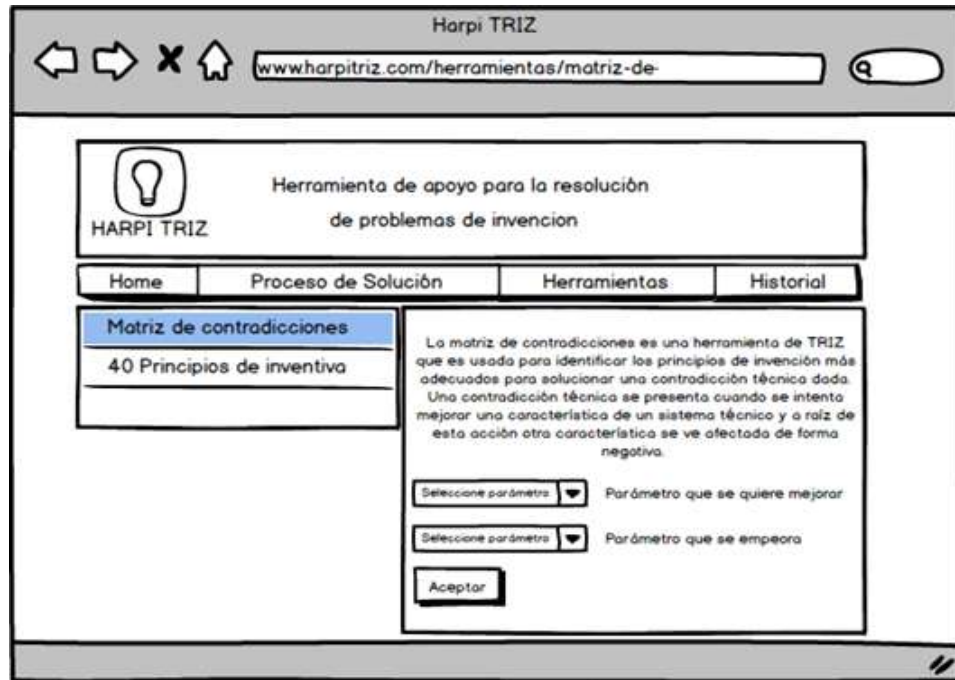 Harpi TRIZ
www.harpitriz.com/herramientas/matriz-de-
HARPI TRIZ
Herramienta de apoyo para la resolución
de problemas de invencion
Home
Proceso de Solución
Herramientas
Historial
Matriz de contradicciones
40 Principios de inventiva
La matriz de contradicciones es una herramienta de TRIZ
que es usada para identificar los principios de invención más
adecuados para solucionar una contradicción técnica dada.
Una contradicción técnica se presenta cuando se intenta
mejorar una característica de un sistema técnico y a raíz de
esta acción otra característica se ve afectada de forma
negativa.
Seleccione parámetro
Parámetro que se quiere mejorar
Seleccione parámetro
Parámetro que se empeora
Aceptar